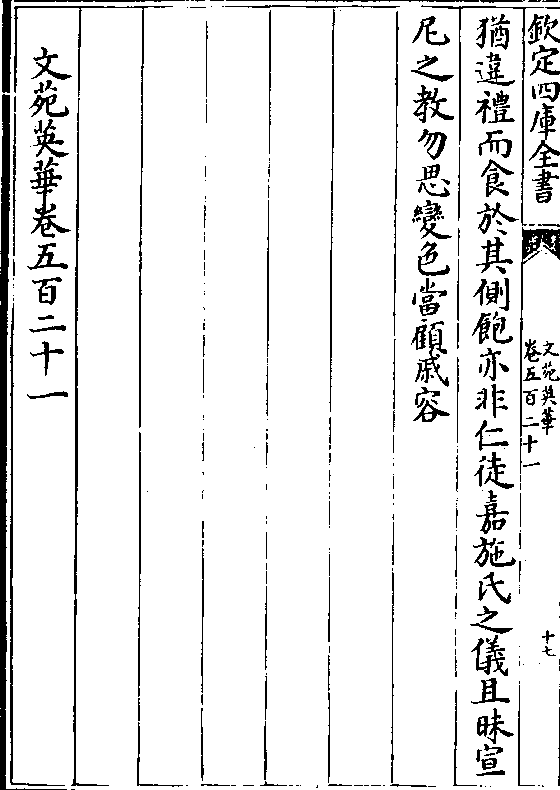 欽定四庫全書
文苑英華
卷五百二十一
十七
猶違禮而食於其側飽亦非仁徒嘉施氏之儀且昧宣
尼之教勿思變色當顧戚容
文苑英華卷五百二十一